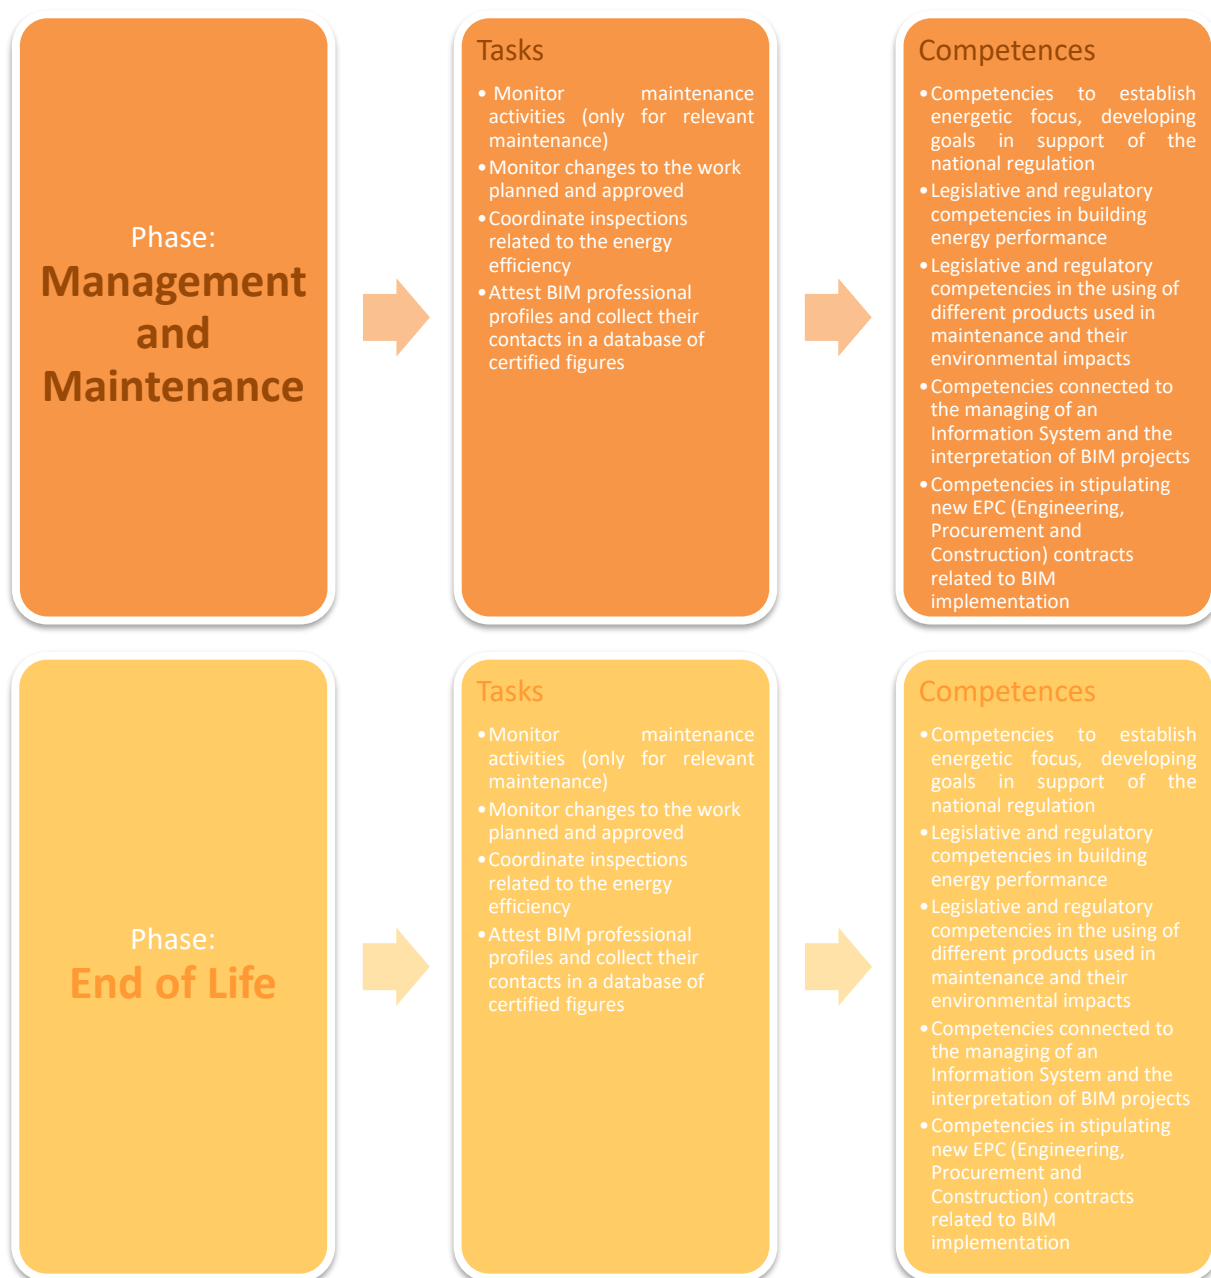 Phase:
Management
and
Maintenance
Tasks
• Monitor maintenance
activities (only for relevant
maintenance)
• Monitor changes to the work
planned and approved
• Coordinate inspections
related to the energy
efficiency
• Attest BIM professional
profiles and collect their
contacts in a database of
certified figures
Competences
• Competencies to establish
energetic focus, developing
goals in support of the
national regulation
• Legislative and regulatory
competencies in building
energy performance
• Legislative and regulatory
competencies in the using of
different products used in
maintenance and their
environmental impacts
• Competencies connected to
the managing of an
Information System and the
interpretation of BIM projects
• Competencies in stipulating
new EPC (Engineering,
Procurement and
Construction) contracts
related to BIM
implementation
Phase:
End of Life
Tasks
• Monitor maintenance
activities (only for relevant
maintenance)
• Monitor changes to the work
planned and approved
• Coordinate inspections
related to the energy
efficiency
• Attest BIM professional
profiles and collect their
contacts in a database of
certified figures
Competences
• Competencies to establish
energetic focus, developing
goals in support of the
national regulation
• Legislative and regulatory
competencies in building
energy performance
• Legislative and regulatory
competencies in the using of
different products used in
maintenance and their
environmental impacts
• Competencies connected to
the managing of an
Information System and the
interpretation of BIM projects
• Competencies in stipulating
new EPC (Engineering,
Procurement and
Construction) contracts
related to BIM
implementation